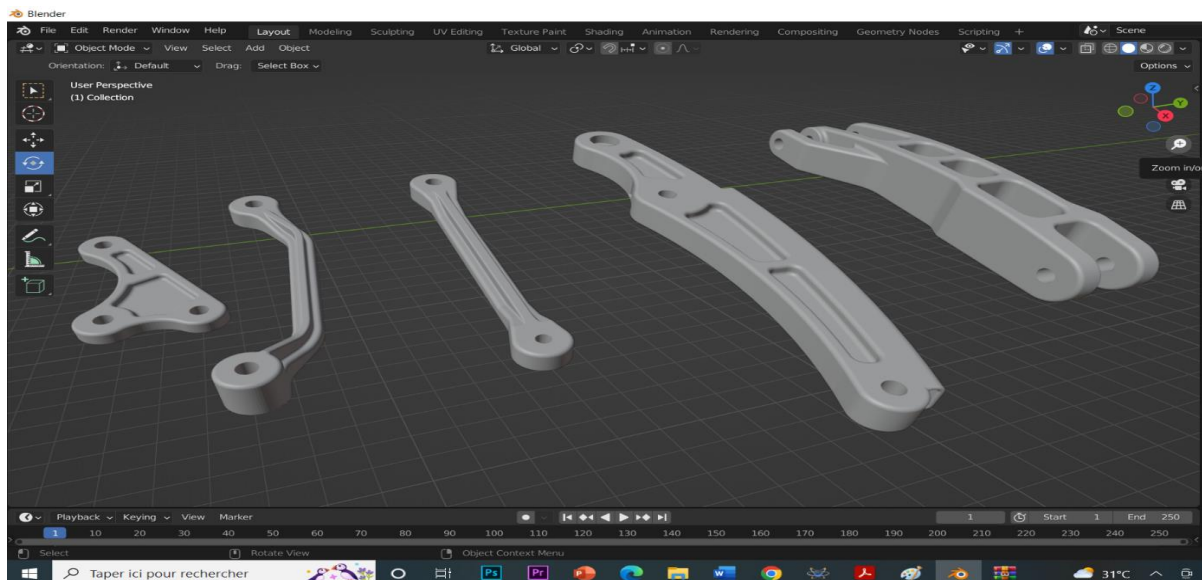 Blender
File Edit Render Window Help Layout Modeling Sculpting UV Editing Texture Paint Shading Animation Rendering Compositing Geometry Nodes Scripting + Scene
Object Mode View Select Add Object Global
Orientation: Default Drag: Select Box Options
User Perspective
(1) Collection
Z
Y
X
Zoom in/o
Playback Keying View Marker 1 Start 1 End 250
1 10 20 30 40 50 60 70 80 90 100 110 120 130 140 150 160 170 180 190 200 210 220 230 240 250
Select Rotate View Object Context Menu
Taper ici pour rechercher Ps Pr P W 31°C